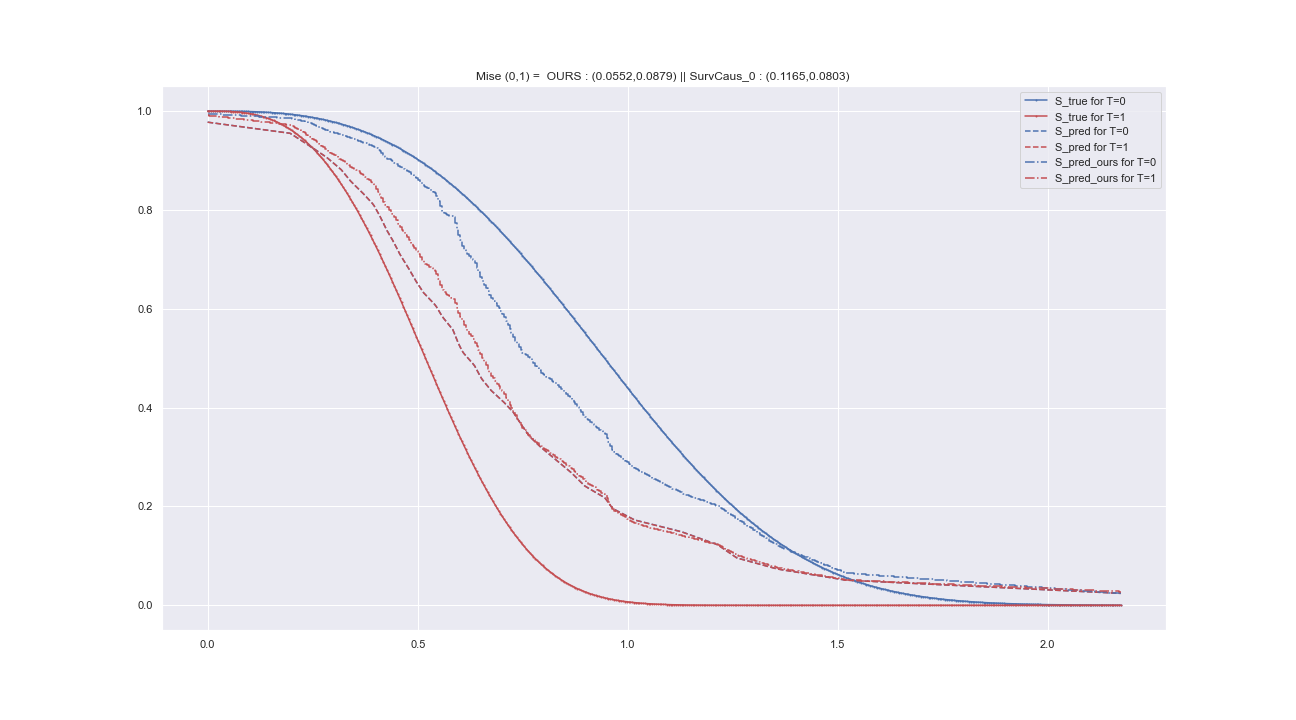 Mise (0,1) =  OURS : (0.0552,0.0879) || SurvCaus_0 : (0.1165,0.0803)
S_true for T=0
S_true for T=1
S_pred for T=0
S_pred for T=1
S_pred_ours for T=0
S_pred_ours for T=1
1.0
0.8
0.6
0.4
0.2
0.0
0.0 0.5 1.0 1.5 2.0